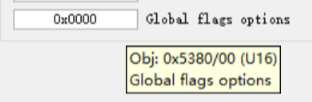 0x0000 Global flags options
Obj: 0x5380/00 (U16)
Global flags options